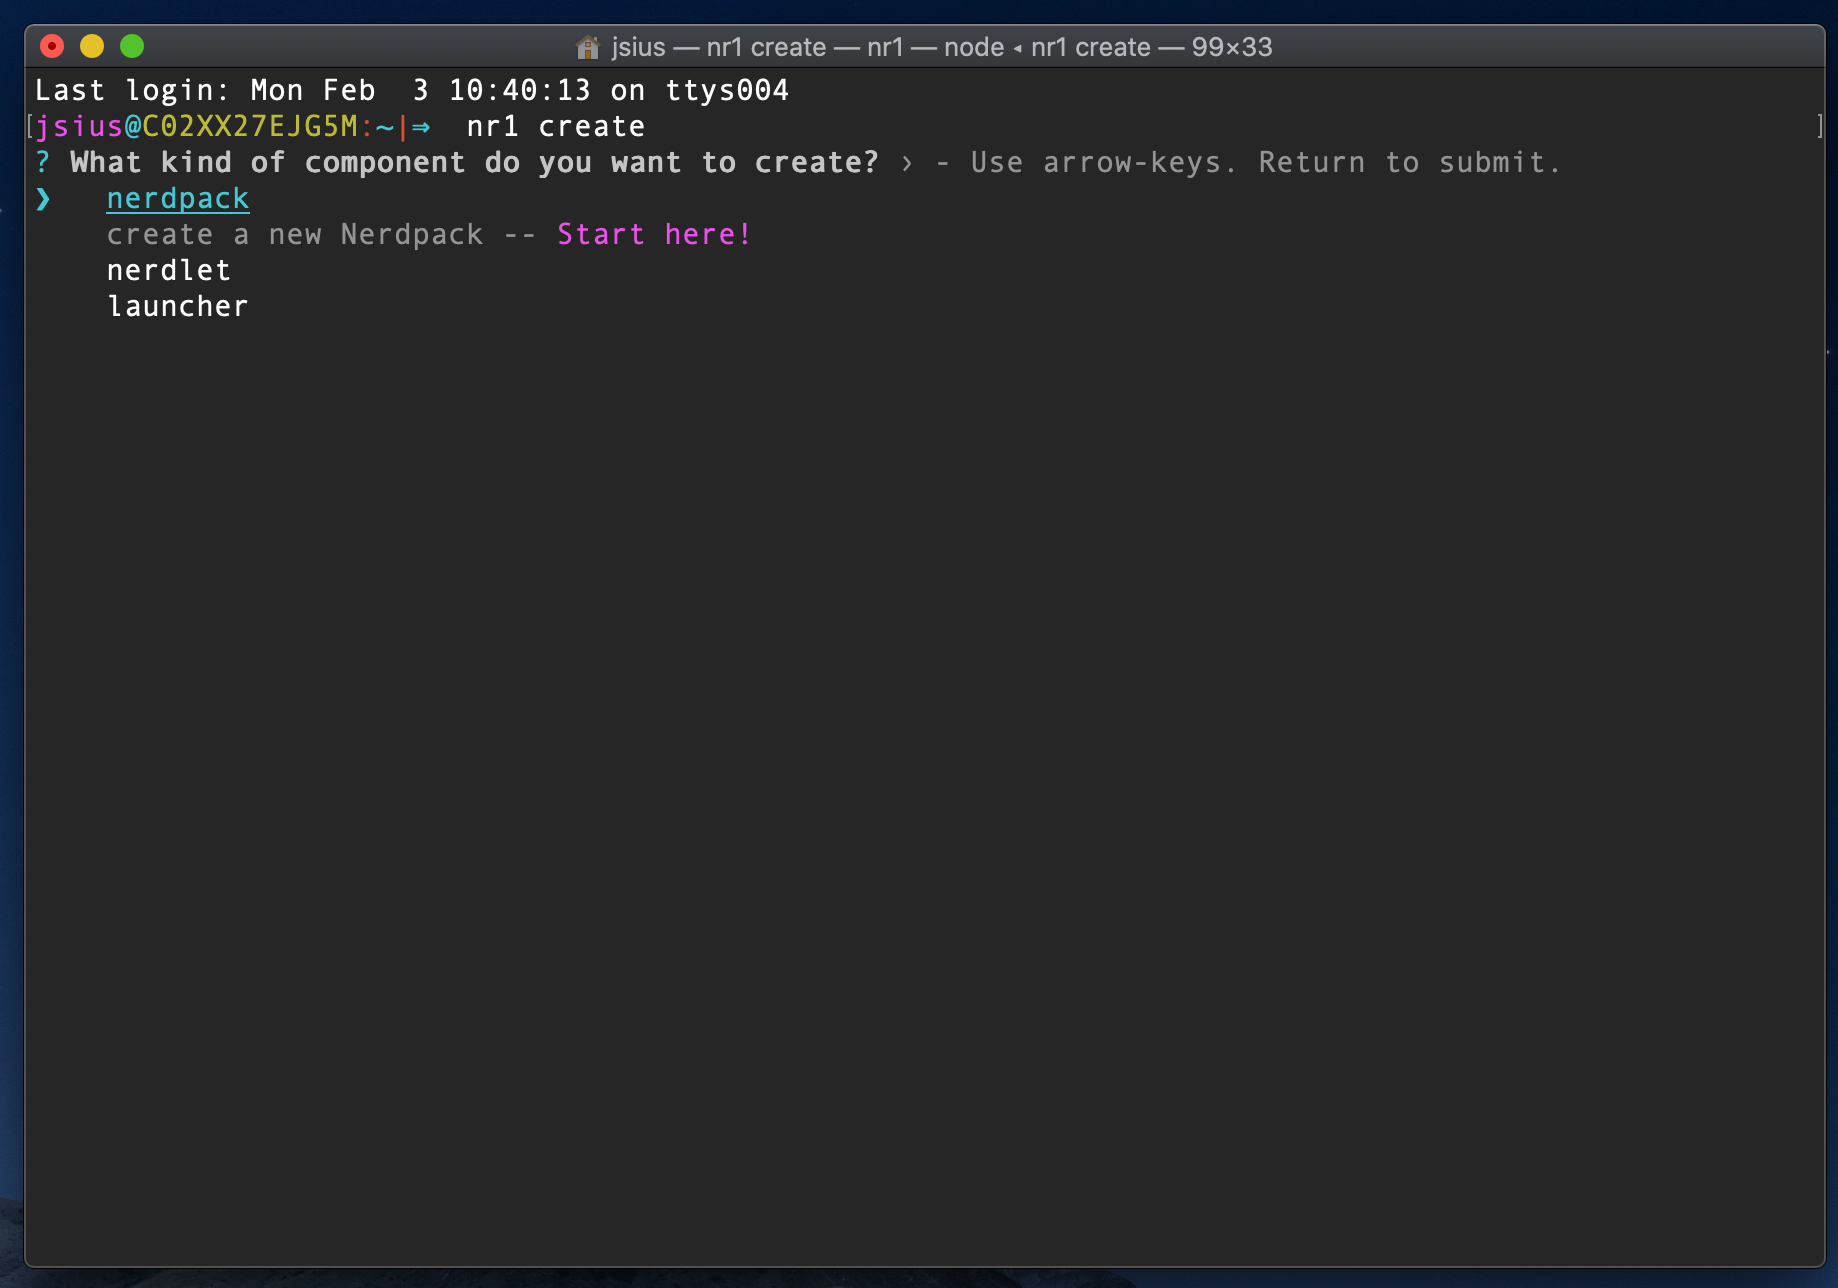 jsius — nr1 create — nr1 — node ◂ nr1 create — 99×33
Last login: Mon Feb  3 10:40:13 on ttys004
[jsius@C02XX27EJG5M:~|⇒  nr1 create ]
? What kind of component do you want to create? › - Use arrow-keys. Return to submit.
❯   nerdpack
    create a new Nerdpack -- Start here!
    nerdlet
    launcher